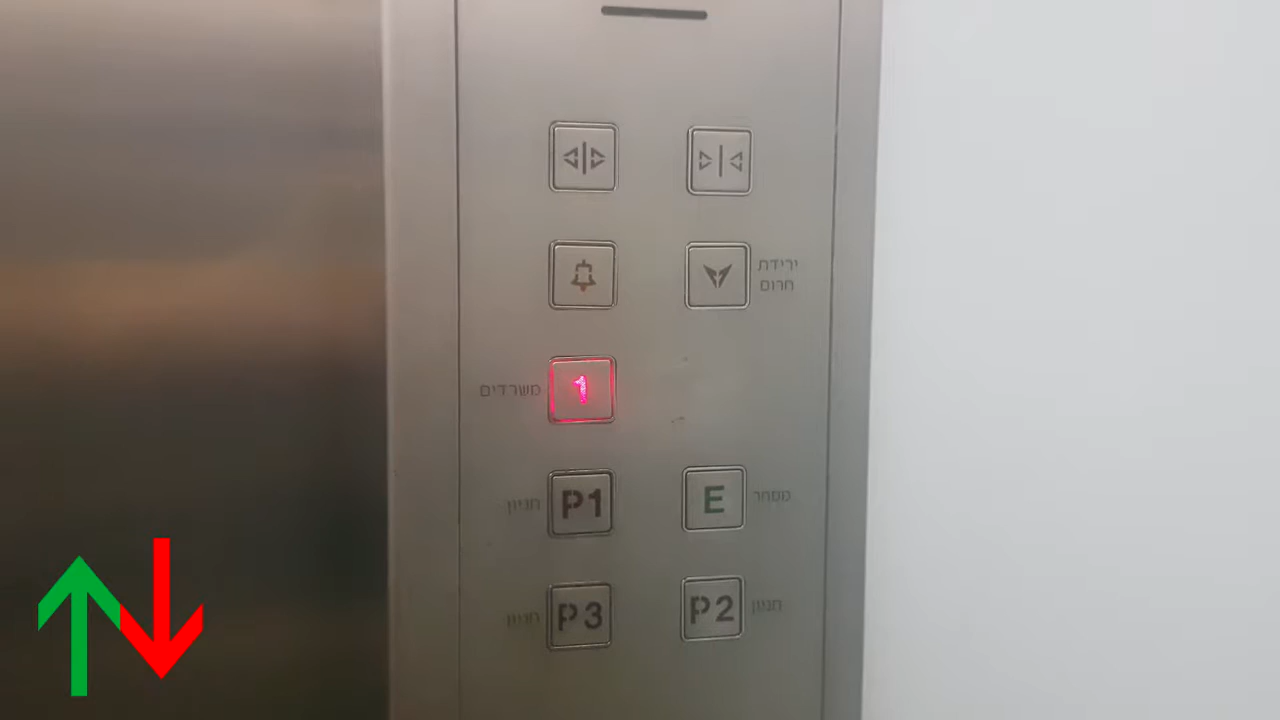 ירידת
חרום
משרדים 1
חניון P1
E מסחר
חניון P3
P2 חניון